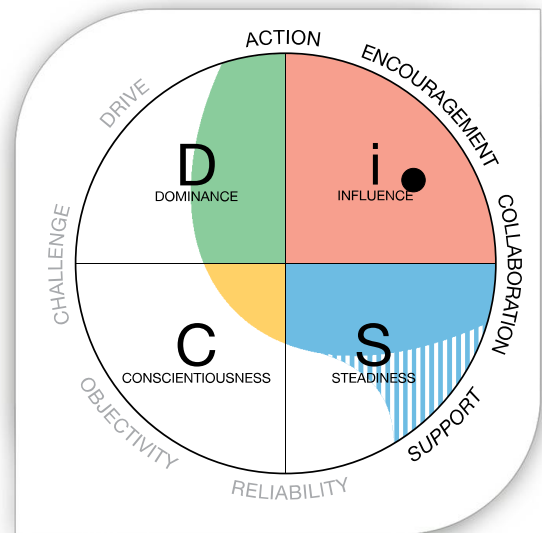 ACTION
ENCOURAGEMENT
DRIVE
D
DOMINANCE
i
INFLUENCE
COLLABORATION
CHALLENGE
C
CONSCIENTIOUSNESS
S
STEADINESS
SUPPORT
OBJECTIVITY
RELIABILITY